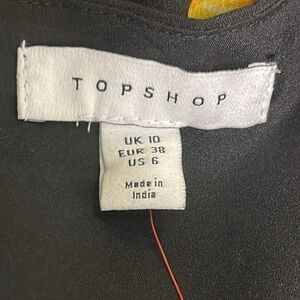 TOPSHOP
UK 10
EUR 38
US 6
Made in
India